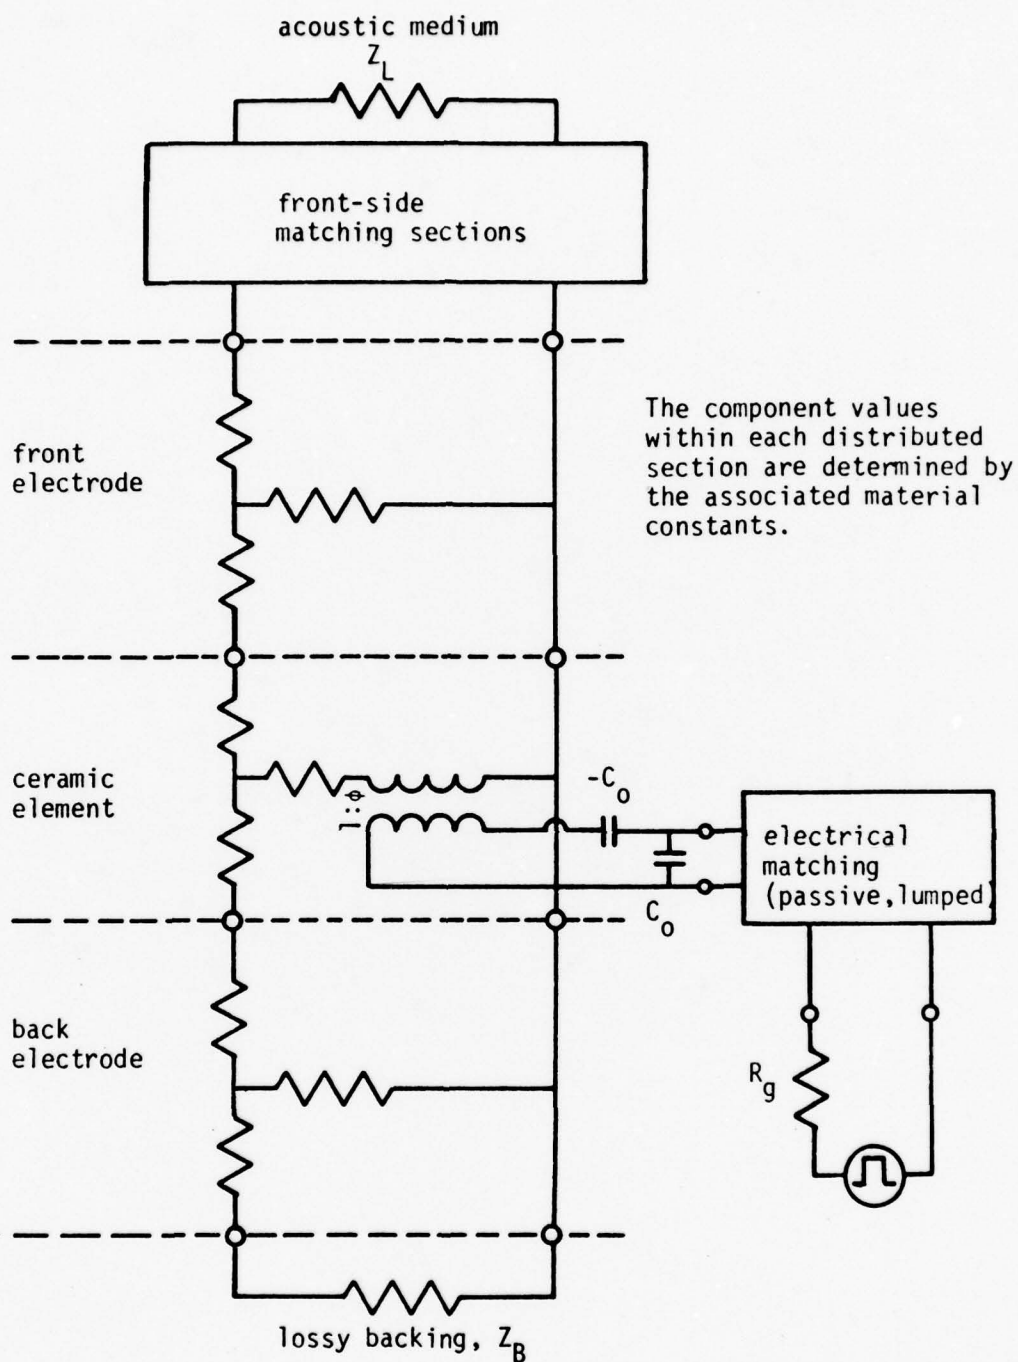 acoustic medium
Z_L
front-side
matching sections
front
electrode
The component values
within each distributed
section are determined by
the associated material
constants.
ceramic
element
1:ϕ
-C_o
C_o
electrical
matching
(passive,lumped)
back
electrode
R_g
lossy backing, Z_B